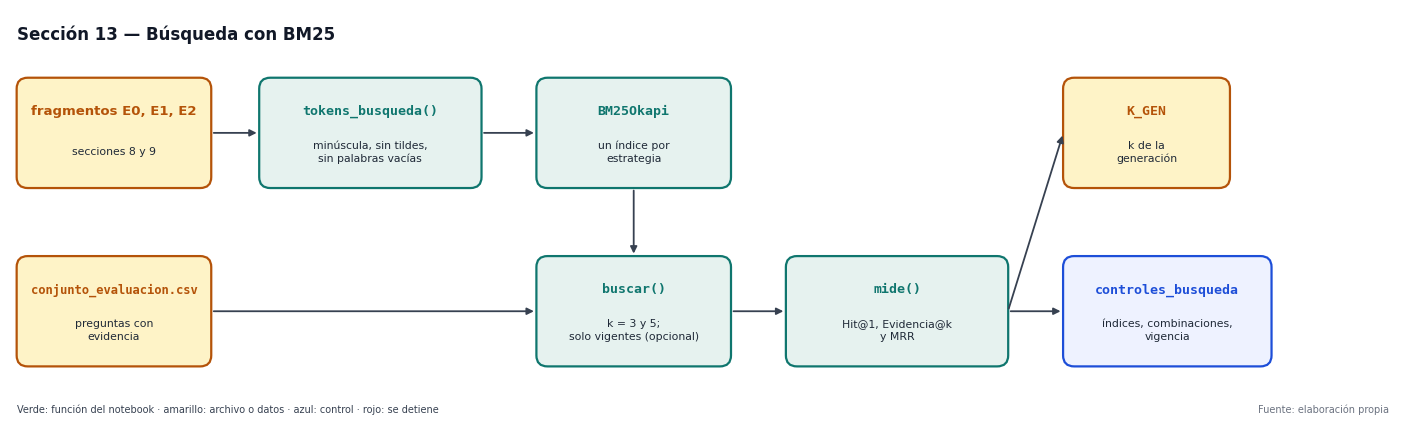 Sección 13 — Búsqueda con BM25
fragmentos E0, E1, E2
secciones 8 y 9
tokens_busqueda()
minúscula, sin tildes,
sin palabras vacías
BM25Okapi
un índice por
estrategia
K_GEN
k de la
generación
conjunto_evaluacion.csv
preguntas con
evidencia
buscar()
k = 3 y 5;
solo vigentes (opcional)
mide()
Hit@1, Evidencia@k
y MRR
controles_busqueda
índices, combinaciones,
vigencia
Verde: función del notebook · amarillo: archivo o datos · azul: control · rojo: se detiene
Fuente: elaboración propia